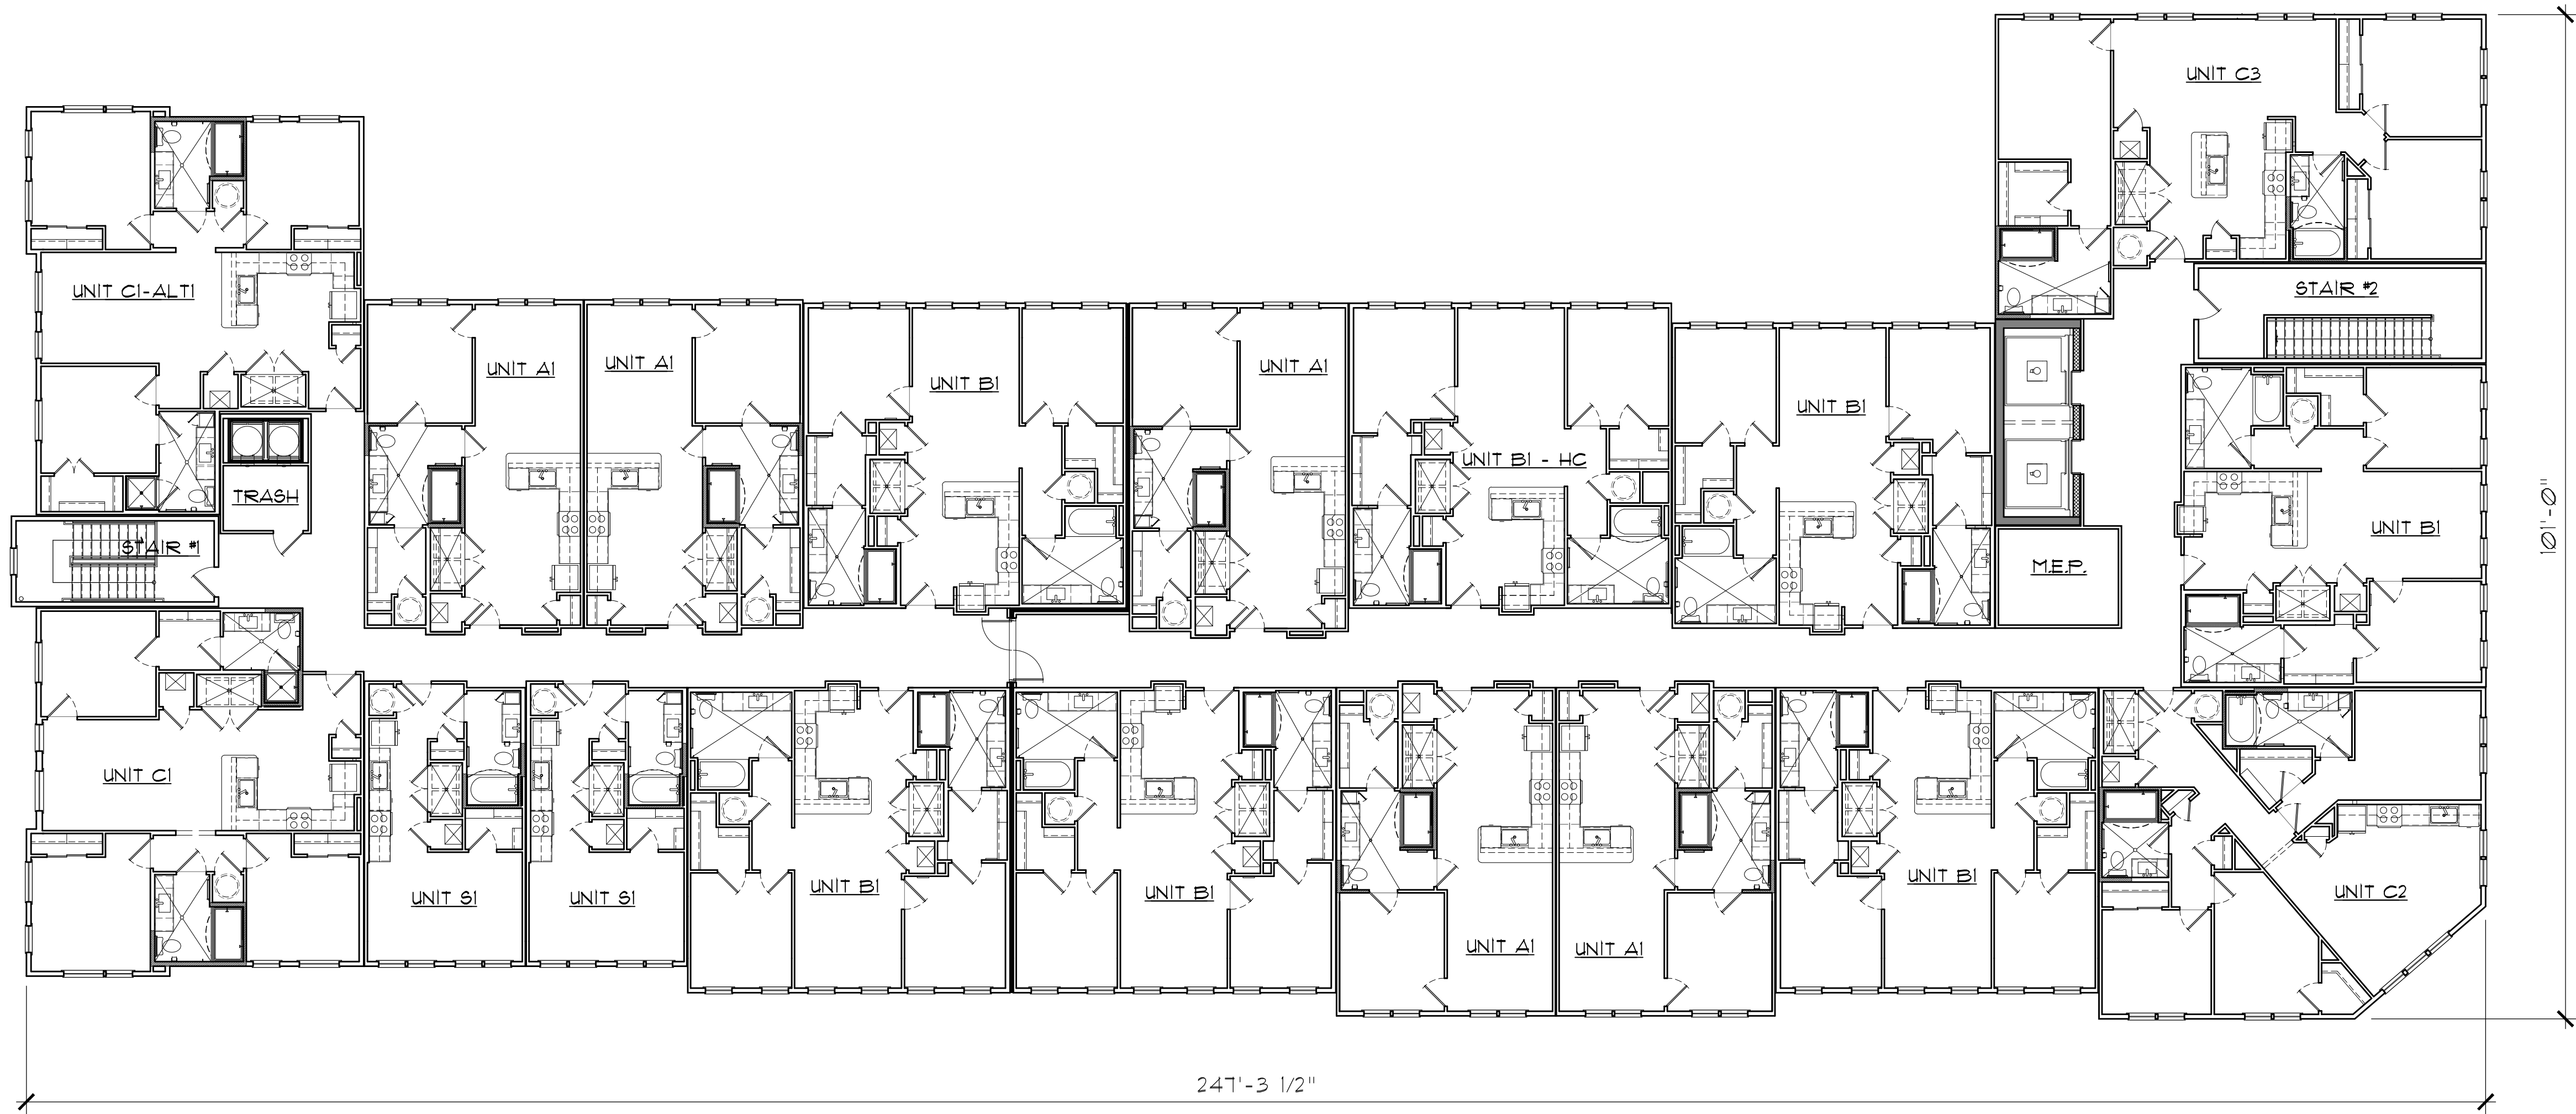 UNIT C3
UNIT C1-ALT1
STAIR #2
UNIT A1
UNIT A1
UNIT B1
UNIT A1
UNIT B1 - HC
UNIT B1
TRASH
STAIR #1
M.E.P.
UNIT B1
101'-0"
UNIT C1
UNIT S1
UNIT S1
UNIT B1
UNIT B1
UNIT A1
UNIT A1
UNIT B1
UNIT C2
247'-3 1/2"